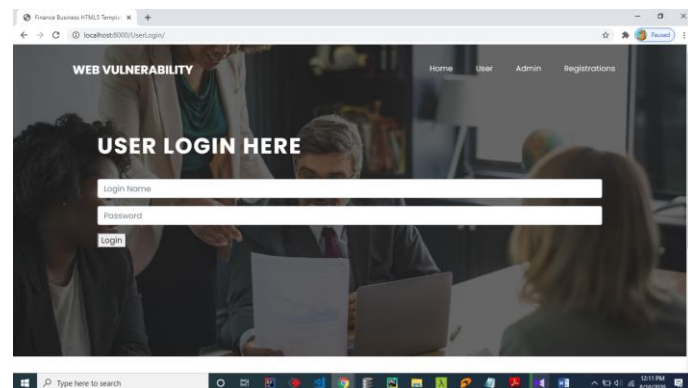 Finance Business HTML5 Templ
localhost:8000/UserLogin/
Paused
WEB VULNERABILITY
Home User Admin Registrations
USER LOGIN HERE
Login Name
Password
Login
Type here to search
12:11 PM